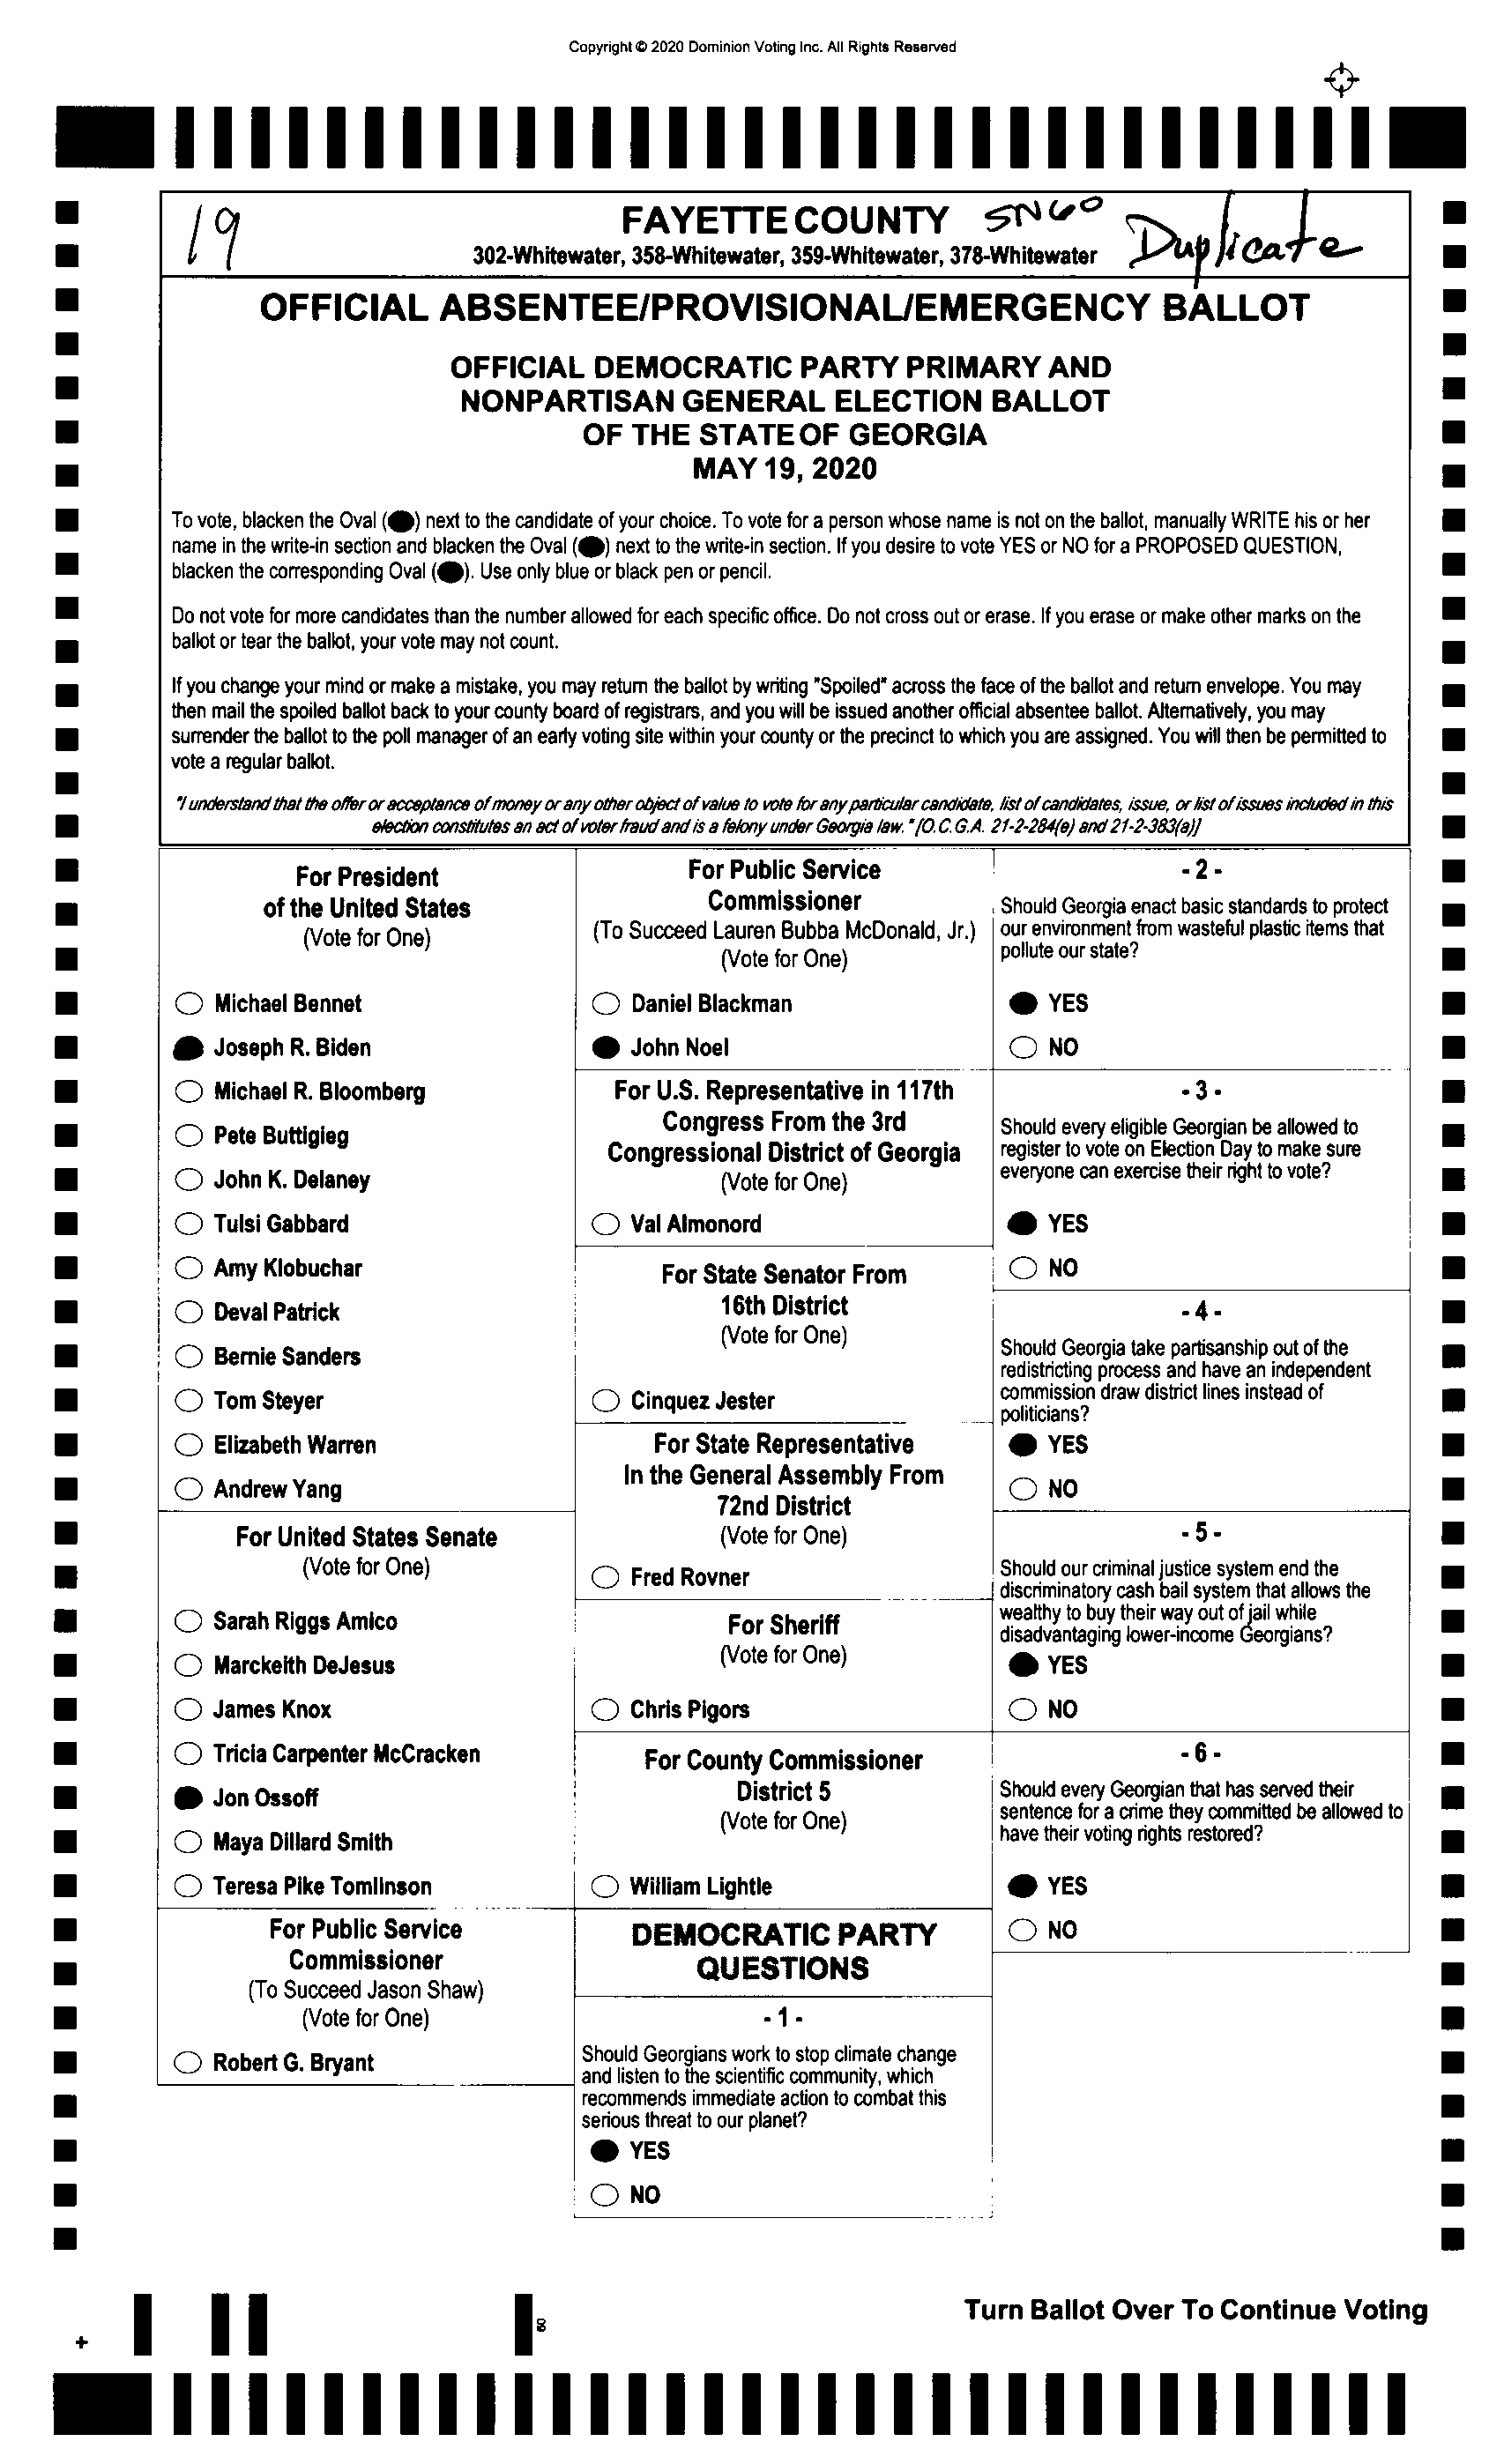 Copyright © 2020 Dominion Voting Inc. All Rights Reserved
19
FAYETTE COUNTY
SN60
Duplicate
302-Whitewater, 358-Whitewater, 359-Whitewater, 378-Whitewater
OFFICIAL ABSENTEE/PROVISIONAL/EMERGENCY BALLOT
OFFICIAL DEMOCRATIC PARTY PRIMARY AND
NONPARTISAN GENERAL ELECTION BALLOT
OF THE STATE OF GEORGIA
MAY 19, 2020
To vote, blacken the Oval ( ) next to the candidate of your choice. To vote for a person whose name is not on the ballot, manually WRITE his or her
name in the write-in section and blacken the Oval ( ) next to the write-in section. If you desire to vote YES or NO for a PROPOSED QUESTION,
blacken the corresponding Oval ( ). Use only blue or black pen or pencil.
Do not vote for more candidates than the number allowed for each specific office. Do not cross out or erase. If you erase or make other marks on the
ballot or tear the ballot, your vote may not count.
If you change your mind or make a mistake, you may return the ballot by writing "Spoiled" across the face of the ballot and return envelope. You may
then mail the spoiled ballot back to your county board of registrars, and you will be issued another official absentee ballot. Alternatively, you may
surrender the ballot to the poll manager of an early voting site within your county or the precinct to which you are assigned. You will then be permitted to
vote a regular ballot.
"I understand that the offer or acceptance of money or any other object of value to vote for any particular candidate, list of candidates, issue, or list of issues included in this
election constitutes an act of voter fraud and is a felony under Georgia law." [O.C.G.A. 21-2-284(e) and 21-2-383(a)]
For President
of the United States
(Vote for One)
Michael Bennet
Joseph R. Biden
Michael R. Bloomberg
Pete Buttigieg
John K. Delaney
Tulsi Gabbard
Amy Klobuchar
Deval Patrick
Bernie Sanders
Tom Steyer
Elizabeth Warren
Andrew Yang
For United States Senate
(Vote for One)
Sarah Riggs Amico
Marckeith DeJesus
James Knox
Tricia Carpenter McCracken
Jon Ossoff
Maya Dillard Smith
Teresa Pike Tomlinson
For Public Service
Commissioner
(To Succeed Jason Shaw)
(Vote for One)
Robert G. Bryant
For Public Service
Commissioner
(To Succeed Lauren Bubba McDonald, Jr.)
(Vote for One)
Daniel Blackman
John Noel
For U.S. Representative in 117th
Congress From the 3rd
Congressional District of Georgia
(Vote for One)
Val Almonord
For State Senator From
16th District
(Vote for One)
Cinquez Jester
For State Representative
In the General Assembly From
72nd District
(Vote for One)
Fred Rovner
For Sheriff
(Vote for One)
Chris Pigors
For County Commissioner
District 5
(Vote for One)
William Lightle
DEMOCRATIC PARTY
QUESTIONS
- 1 -
Should Georgians work to stop climate change
and listen to the scientific community, which
recommends immediate action to combat this
serious threat to our planet?
YES
NO
- 2 -
Should Georgia enact basic standards to protect
our environment from wasteful plastic items that
pollute our state?
YES
NO
- 3 -
Should every eligible Georgian be allowed to
register to vote on Election Day to make sure
everyone can exercise their right to vote?
YES
NO
- 4 -
Should Georgia take partisanship out of the
redistricting process and have an independent
commission draw district lines instead of
politicians?
YES
NO
- 5 -
Should our criminal justice system end the
discriminatory cash bail system that allows the
wealthy to buy their way out of jail while
disadvantaging lower-income Georgians?
YES
NO
- 6 -
Should every Georgian that has served their
sentence for a crime they committed be allowed to
have their voting rights restored?
YES
NO
Turn Ballot Over To Continue Voting
60